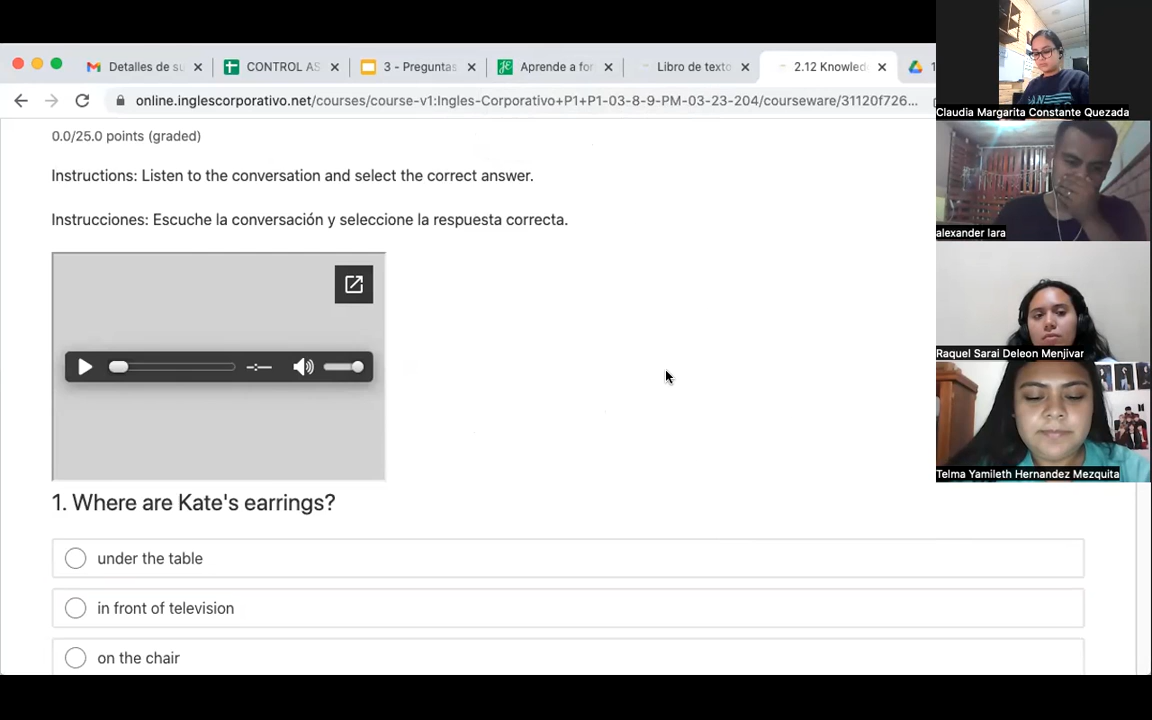 Detalles de su
CONTROL AS
3 - Preguntas
Aprende a for
Libro de texto
2.12 Knowled
1
online.inglescorporativo.net/courses/course-v1:Ingles-Corporativo+P1+P1-03-8-9-PM-03-23-204/courseware/31120f726...
0.0/25.0 points (graded)
Instructions: Listen to the conversation and select the correct answer.
Instrucciones: Escuche la conversación y seleccione la respuesta correcta.
-:--
1. Where are Kate's earrings?
under the table
in front of television
on the chair
Claudia Margarita Constante Quezada
alexander lara
Raquel Sarai Deleon Menjivar
Telma Yamileth Hernandez Mezquita